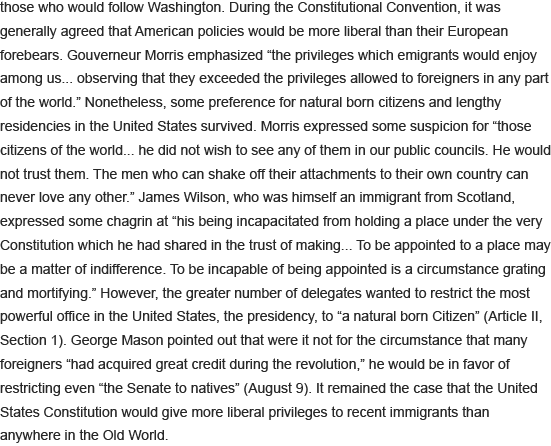 those who would follow Washington. During the Constitutional Convention, it was
generally agreed that American policies would be more liberal than their European
forebears. Gouverneur Morris emphasized “the privileges which emigrants would enjoy
among us... observing that they exceeded the privileges allowed to foreigners in any part
of the world.” Nonetheless, some preference for natural born citizens and lengthy
residencies in the United States survived. Morris expressed some suspicion for “those
citizens of the world... he did not wish to see any of them in our public councils. He would
not trust them. The men who can shake off their attachments to their own country can
never love any other.” James Wilson, who was himself an immigrant from Scotland,
expressed some chagrin at “his being incapacitated from holding a place under the very
Constitution which he had shared in the trust of making... To be appointed to a place may
be a matter of indifference. To be incapable of being appointed is a circumstance grating
and mortifying.” However, the greater number of delegates wanted to restrict the most
powerful office in the United States, the presidency, to “a natural born Citizen” (Article II,
Section 1). George Mason pointed out that were it not for the circumstance that many
foreigners “had acquired great credit during the revolution,” he would be in favor of
restricting even “the Senate to natives” (August 9). It remained the case that the United
States Constitution would give more liberal privileges to recent immigrants than
anywhere in the Old World.